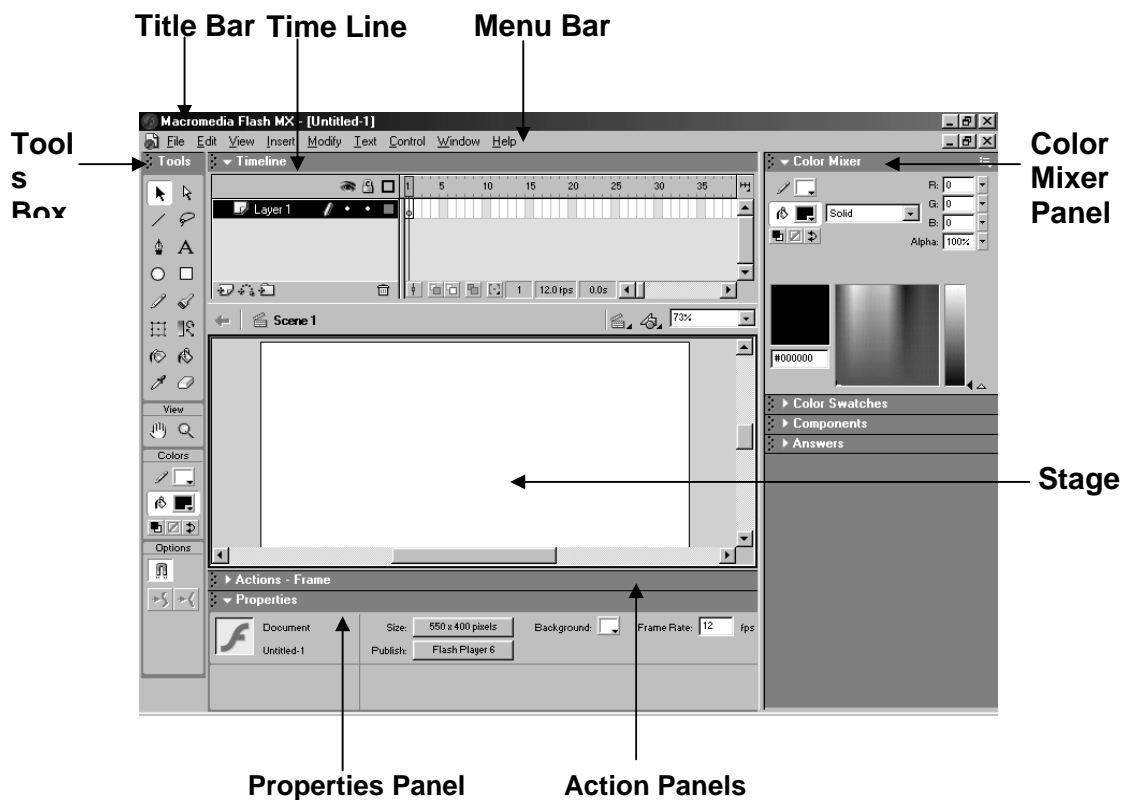 Title Bar Time Line Menu Bar
Macromedia Flash MX - [Untitled-1]
File Edit View Insert Modify Text Control Window Help
Tool
s
Box
Color
Mixer
Panel
Tools
Timeline
Color Mixer
1 5 10 15 20 25 30 35
Layer 1
1 12.0 fps 0.0s
R: 0
G: 0
B: 0
Solid
Alpha: 100%
Scene 1
73%
#000000
View
Colors
Options
Color Swatches
Components
Answers
Stage
Actions - Frame
Properties
Document Size: 550 x 400 pixels Background: Frame Rate: 12 fps
Untitled-1 Publish: Flash Player 6
Properties Panel Action Panels